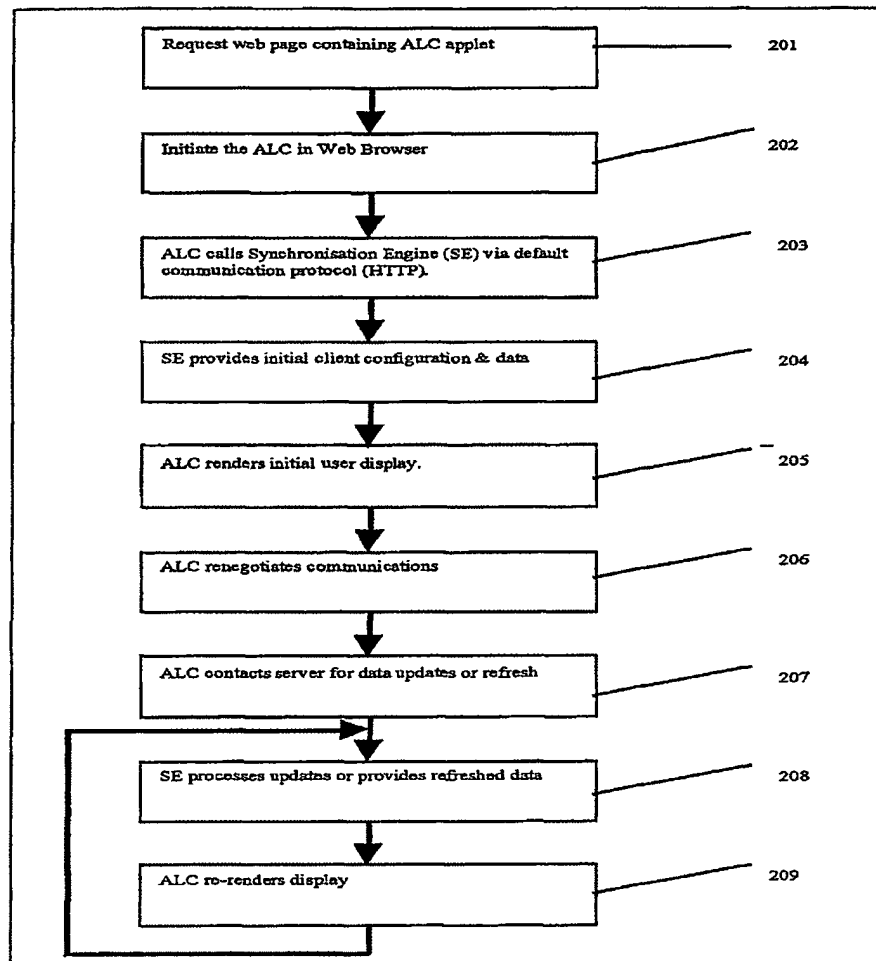 Request web page containing ALC applet
201
Initiate the ALC in Web Browser
202
ALC calls Synchronisation Engine (SE) via default
communication protocol (HTTP).
203
SE provides initial client configuration & data
204
ALC renders initial user display.
205
ALC renegotiates communications
206
ALC contacts server for data updates or refresh
207
SE processes updates or provides refreshed data
208
ALC re-renders display
209